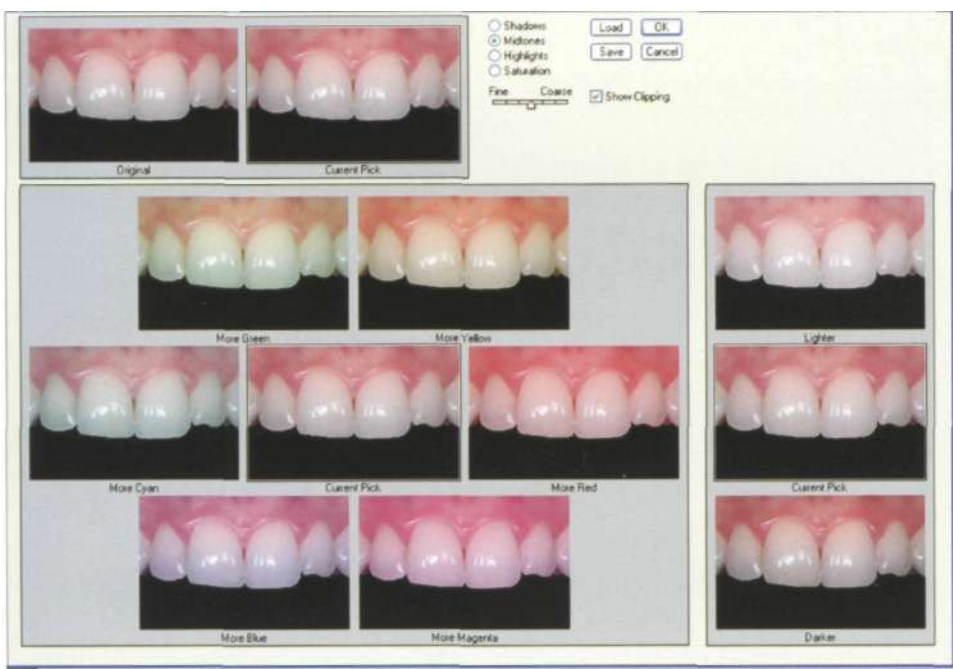 Shadows
Midtones
Highlights
Saturation
Fine Coarse
Load OK
Save Cancel
Show Clipping
Original Current Pick
More Green More Yellow
More Cyan Current Pick More Red
More Blue More Magenta
Lighter
Current Pick
Darker